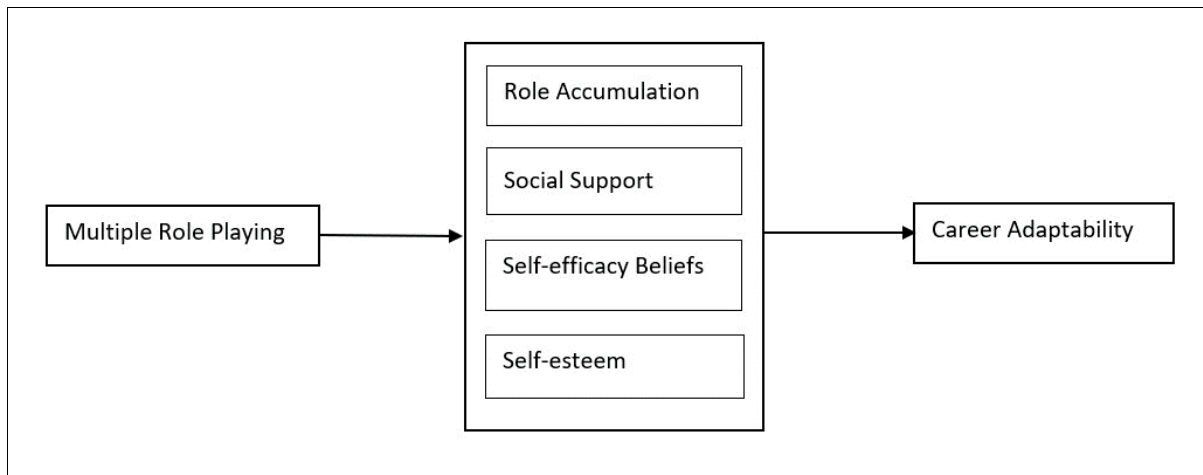 Multiple Role Playing
Role Accumulation
Social Support
Self-efficacy Beliefs
Self-esteem
Career Adaptability